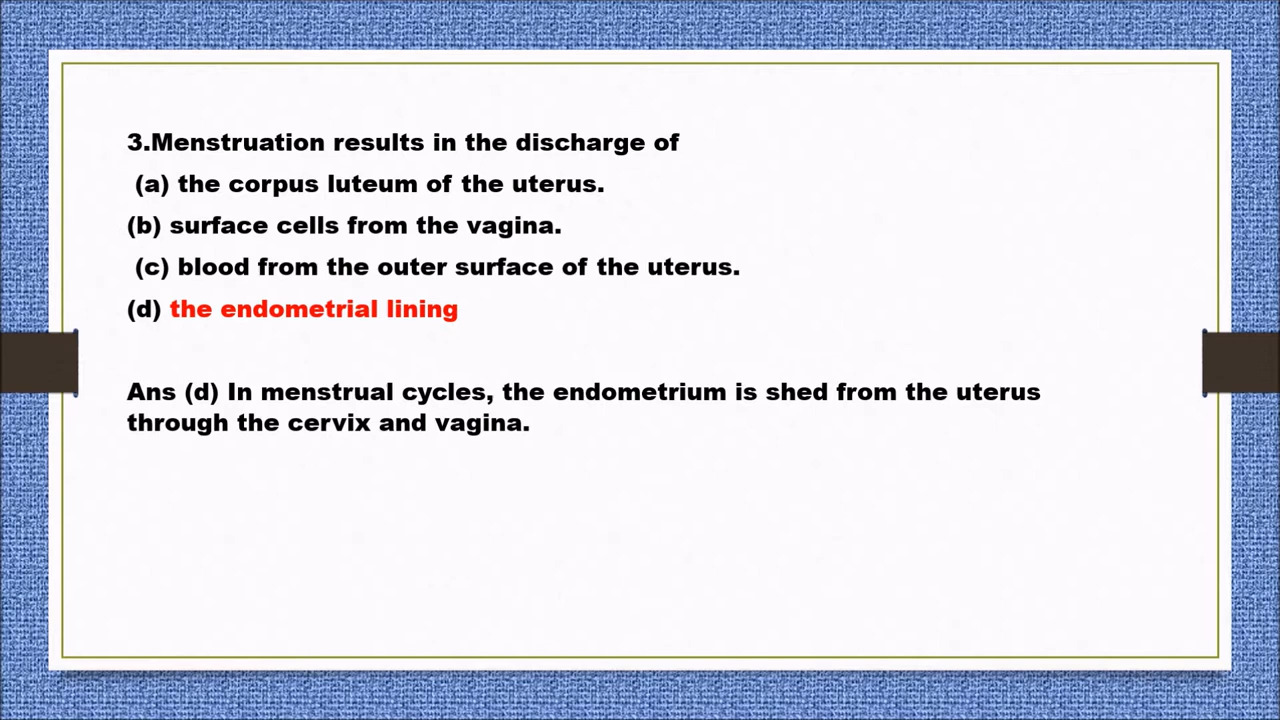 3.Menstruation results in the discharge of
(a) the corpus luteum of the uterus.
(b) surface cells from the vagina.
(c) blood from the outer surface of the uterus.
(d) the endometrial lining
Ans (d) In menstrual cycles, the endometrium is shed from the uterus
through the cervix and vagina.